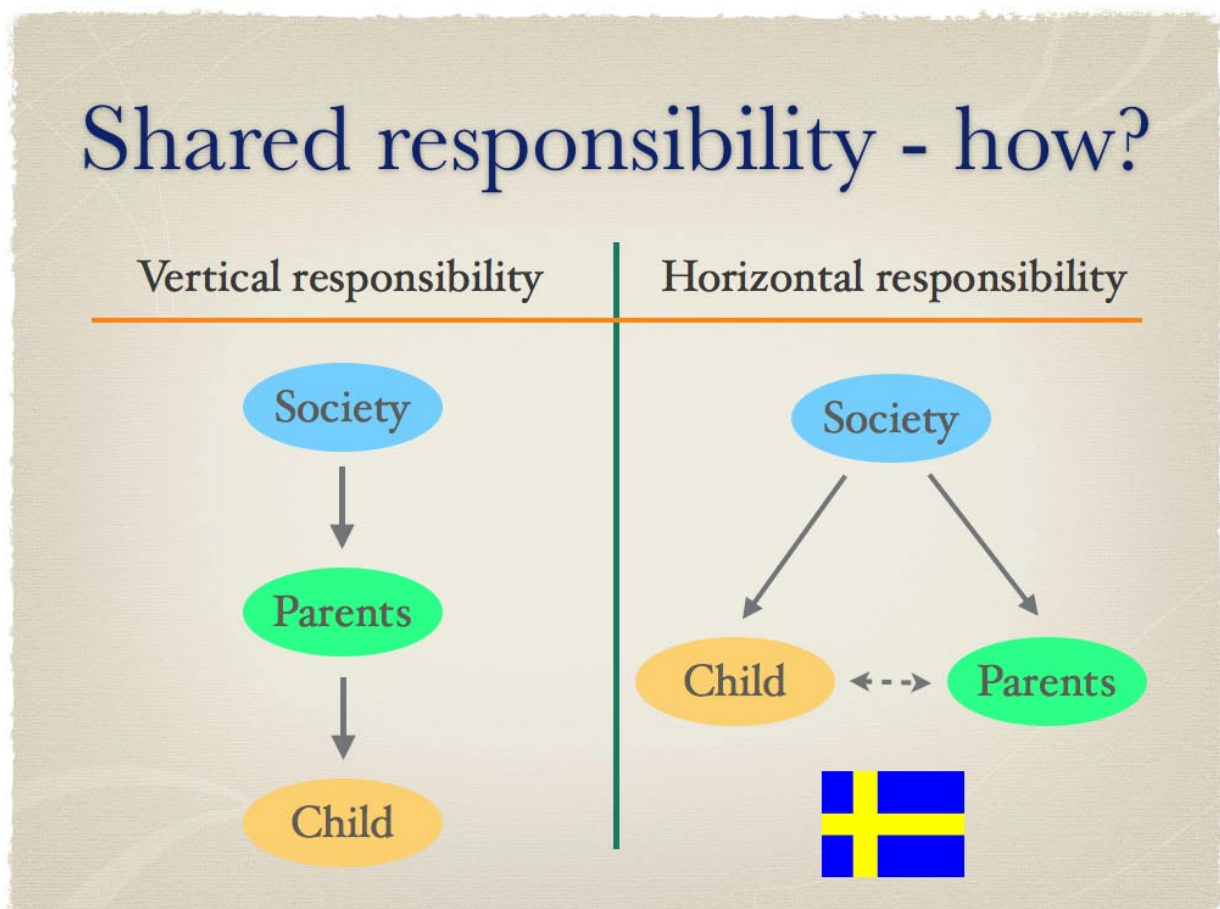 Shared responsibility - how?
Vertical responsibility
Society
Parents
Child
Horizontal responsibility
Society
Child
Parents